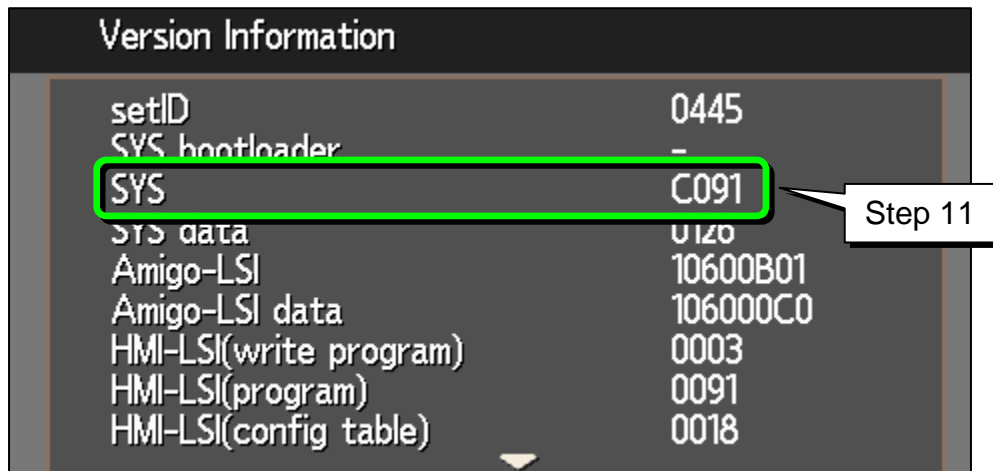 Version Information
setID 0445
SYS bootloader -
SYS C091
Step 11
SYS data 0126
Amigo-LSI 10600B01
Amigo-LSI data 106000C0
HMI-LSI(write program) 0003
HMI-LSI(program) 0091
HMI-LSI(config table) 0018